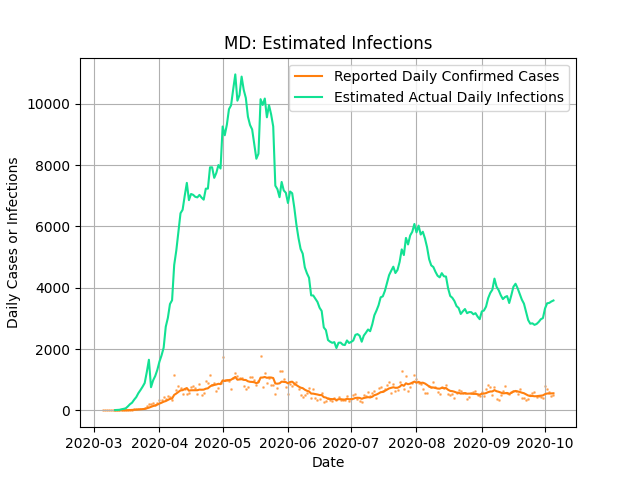 MD: Estimated Infections
Reported Daily Confirmed Cases
Estimated Actual Daily Infections
Daily Cases or Infections
10000
8000
6000
4000
2000
0
2020-03 2020-04 2020-05 2020-06 2020-07 2020-08 2020-09 2020-10
Date